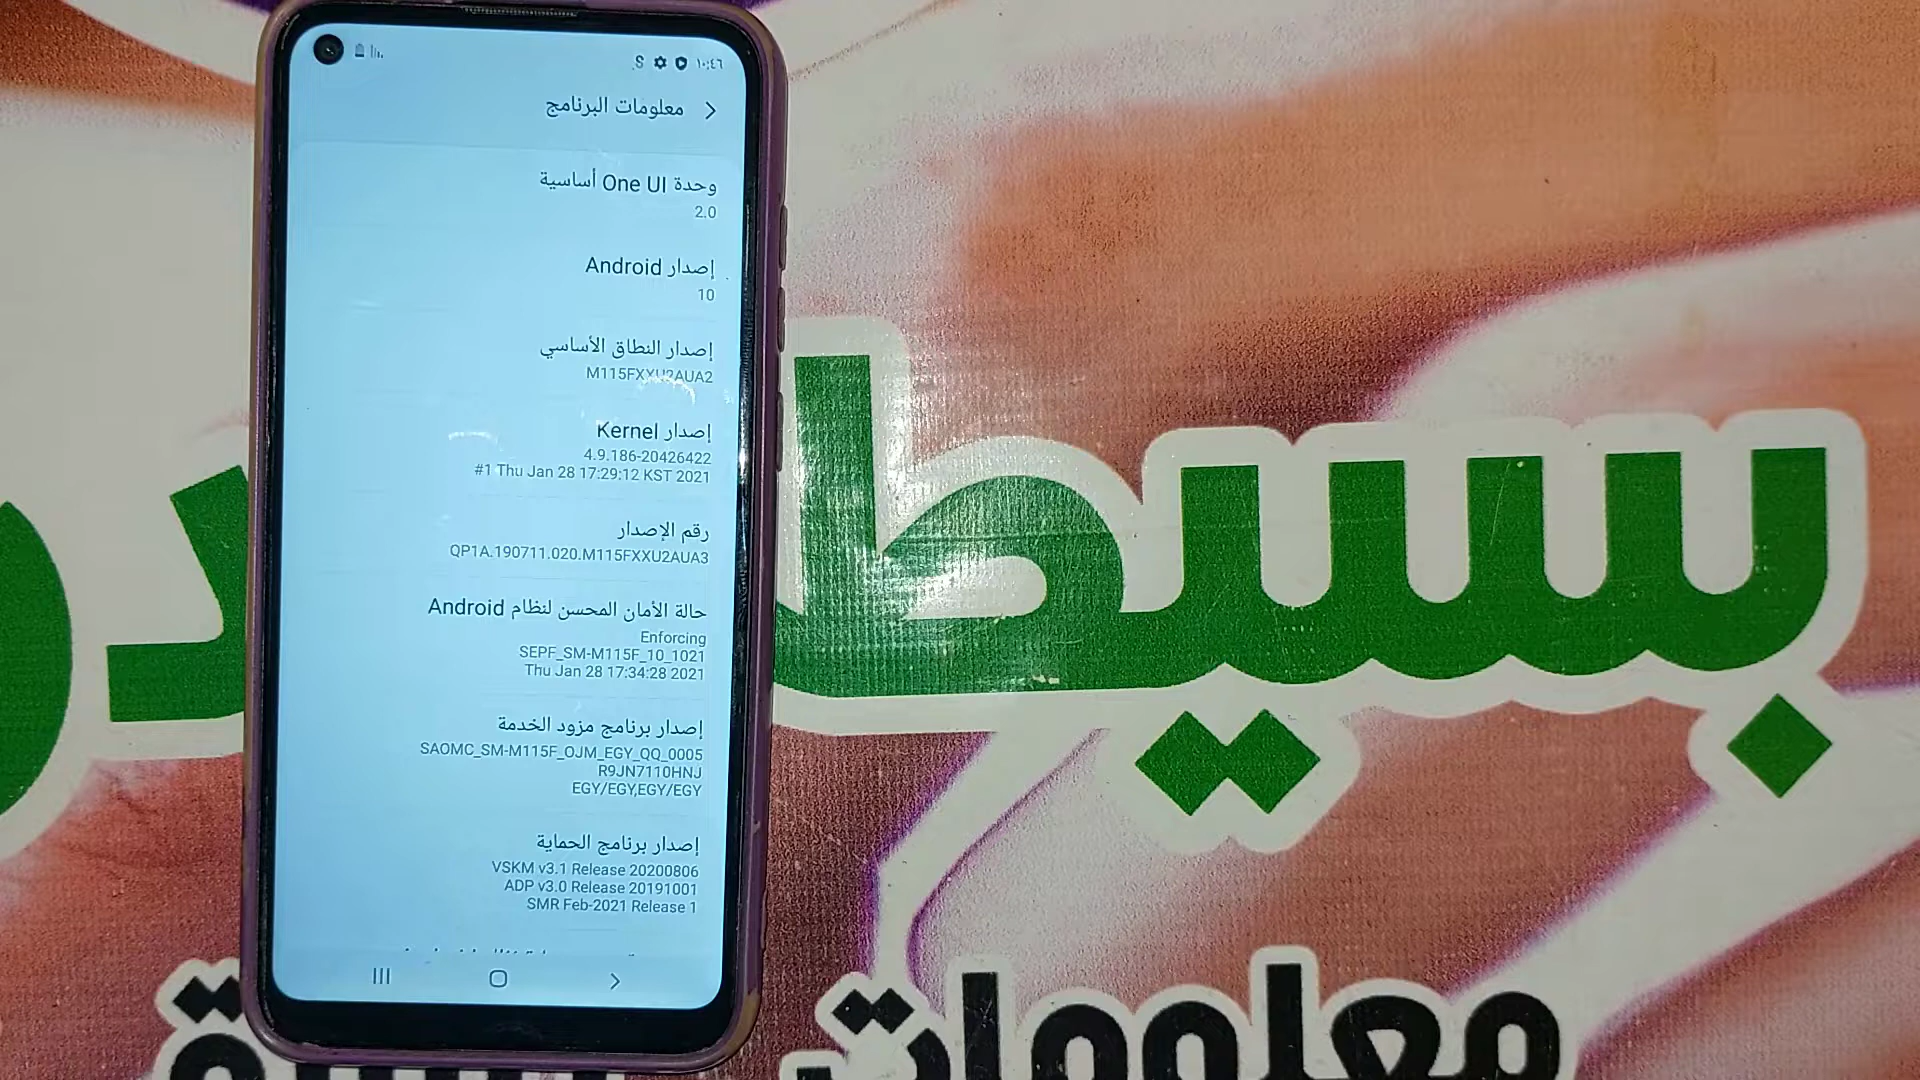 ١٠:٤٦
معلومات البرنامج
وحدة One UI أساسية
2.0
إصدار Android
10
إصدار النطاق الأساسي
M115FXXU2AUA2
إصدار Kernel
4.9.186-20426422
#1 Thu Jan 28 17:29:12 KST 2021
رقم الإصدار
QP1A.190711.020.M115FXXU2AUA3
حالة الأمان المحسن لنظام Android
Enforcing
SEPF_SM-M115F_10_1021
Thu Jan 28 17:34:28 2021
إصدار برنامج مزود الخدمة
SAOMC_SM-M115F_OJM_EGY_QQ_0005
R9JN7110HNJ
EGY/EGY,EGY/EGY
إصدار برنامج الحماية
VSKM v3.1 Release 20200806
ADP v3.0 Release 20191001
SMR Feb-2021 Release 1
بسيط
معلومات